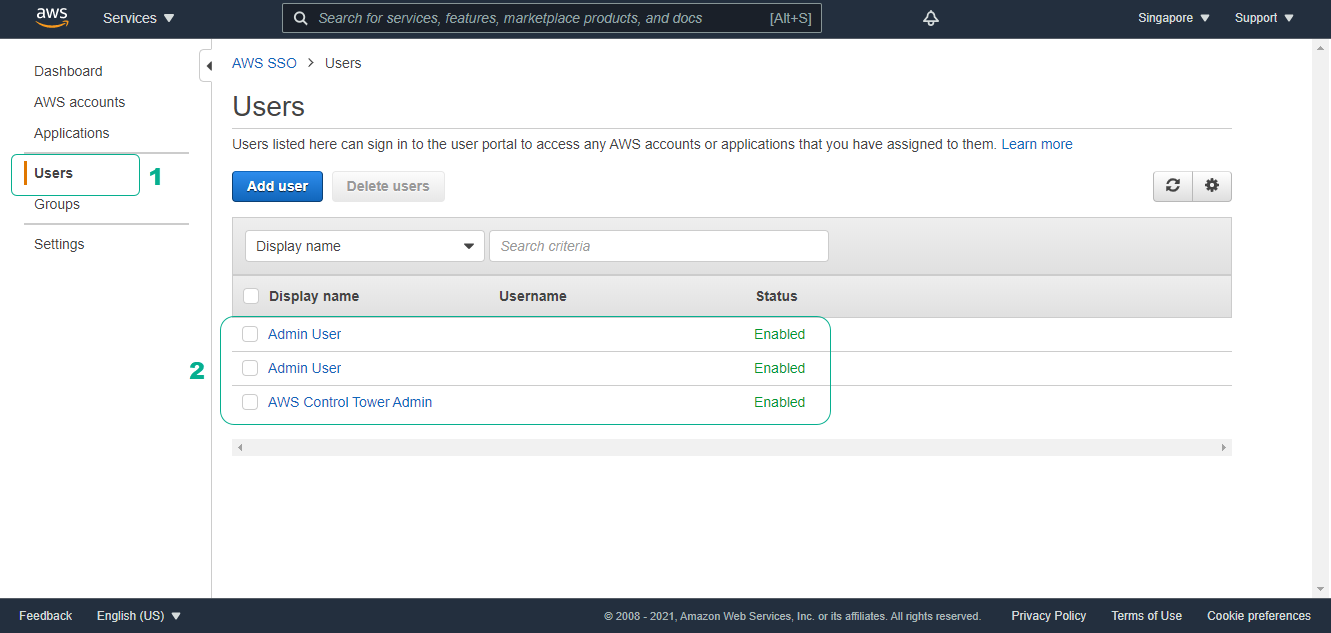 aws
Services
Search for services, features, marketplace products, and docs [Alt+S]
Singapore
Support
Dashboard
AWS accounts
Applications
Users
1
Groups
Settings
AWS SSO > Users
Users
Users listed here can sign in to the user portal to access any AWS accounts or applications that you have assigned to them. Learn more
Add user
Delete users
Display name
Search criteria
Display name Username Status
Admin User Enabled
Admin User Enabled
2
AWS Control Tower Admin Enabled
Feedback
English (US)
© 2008 - 2021, Amazon Web Services, Inc. or its affiliates. All rights reserved.
Privacy Policy
Terms of Use
Cookie preferences